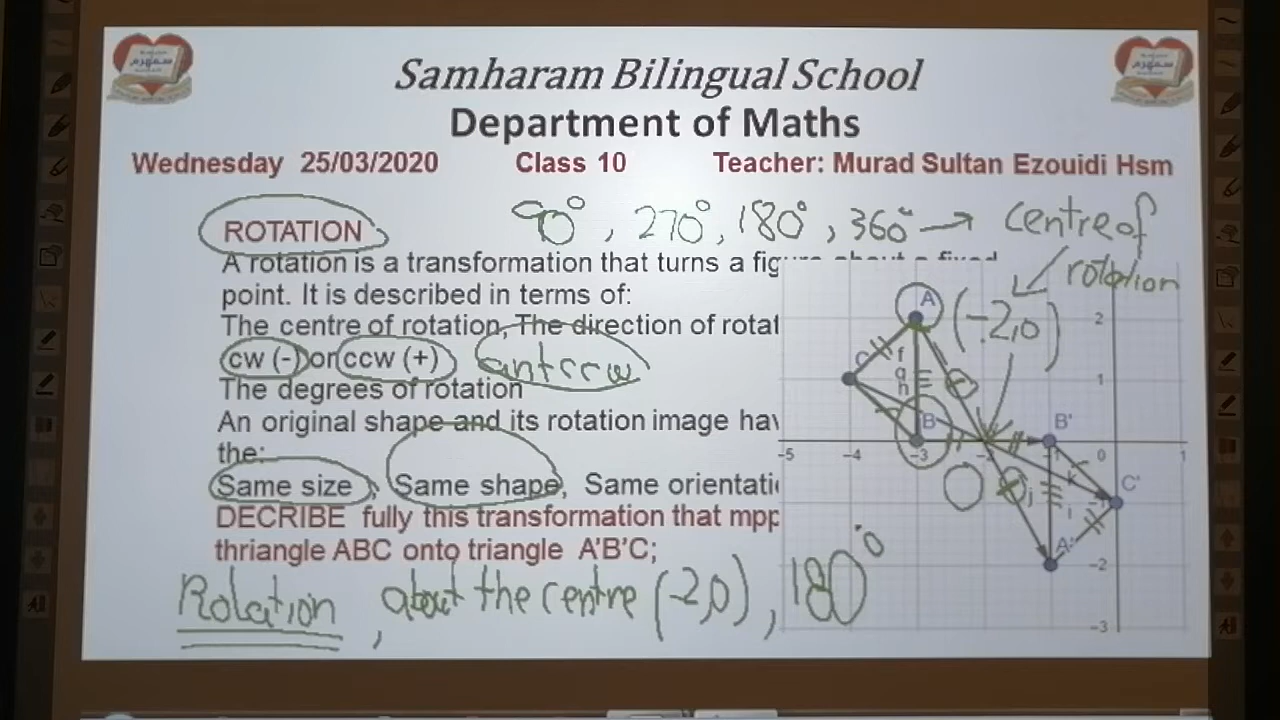 Samharam Bilingual School
Department of Maths
Wednesday 25/03/2020 Class 10 Teacher: Murad Sultan Ezouidi Hsm
90°, 270°, 180°, 360° → centre of
rotation
ROTATION
A rotation is a transformation that turns a figure about a fixed
point. It is described in terms of:
The centre of rotation, The direction of rotat
cw (-) or ccw (+)
The degrees of rotation
An original shape and its rotation image hav
the:
Same size, Same shape, Same orientati
DECRIBE fully this transformation that mpp
thriangle ABC onto triangle A'B'C;
Rotation, about the centre (-2,0), 180°
A (-2,0) 2
C f
g 1
h
B B'
-5 -4 -3 -2 -1 0 1
k C'
j -1
i
A' -2
-3